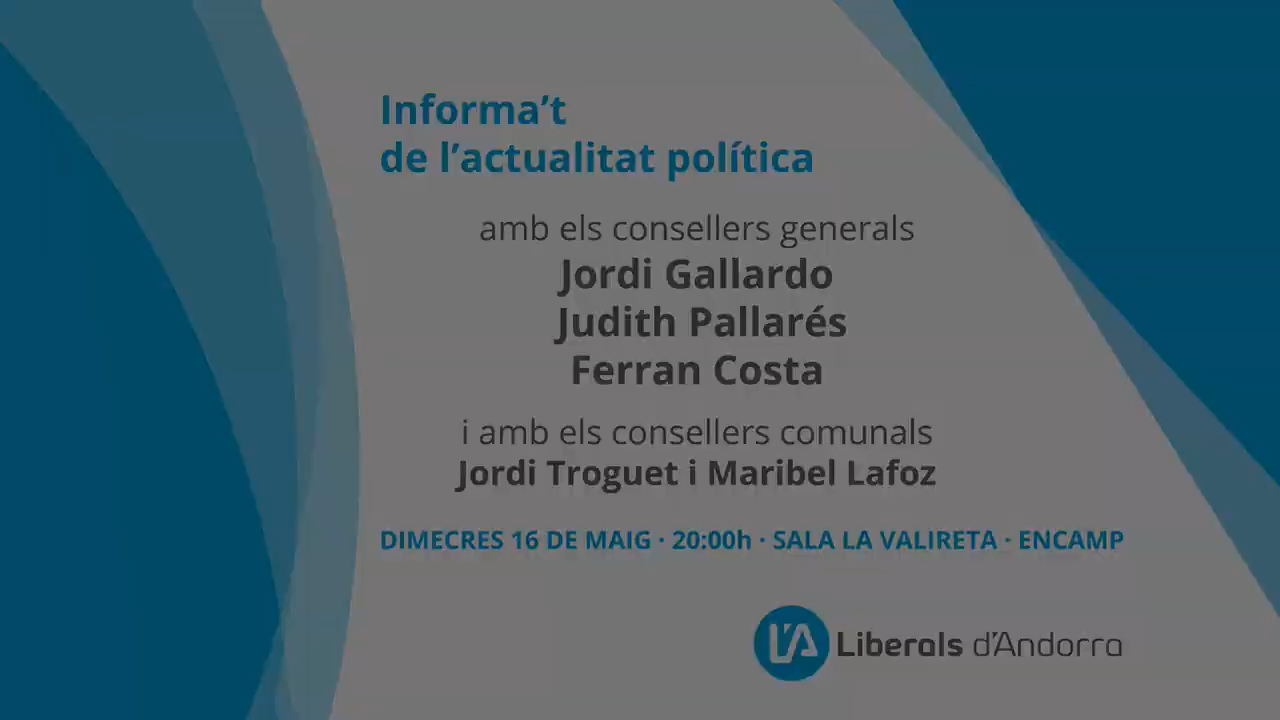 Informa’t
de l’actualitat política
amb els consellers generals
Jordi Gallardo
Judith Pallarés
Ferran Costa
i amb els consellers comunals
Jordi Troguet i Maribel Lafoz
DIMECRES 16 DE MAIG · 20:00h · SALA LA VALIRETA · ENCAMP
L'A Liberals d'Andorra